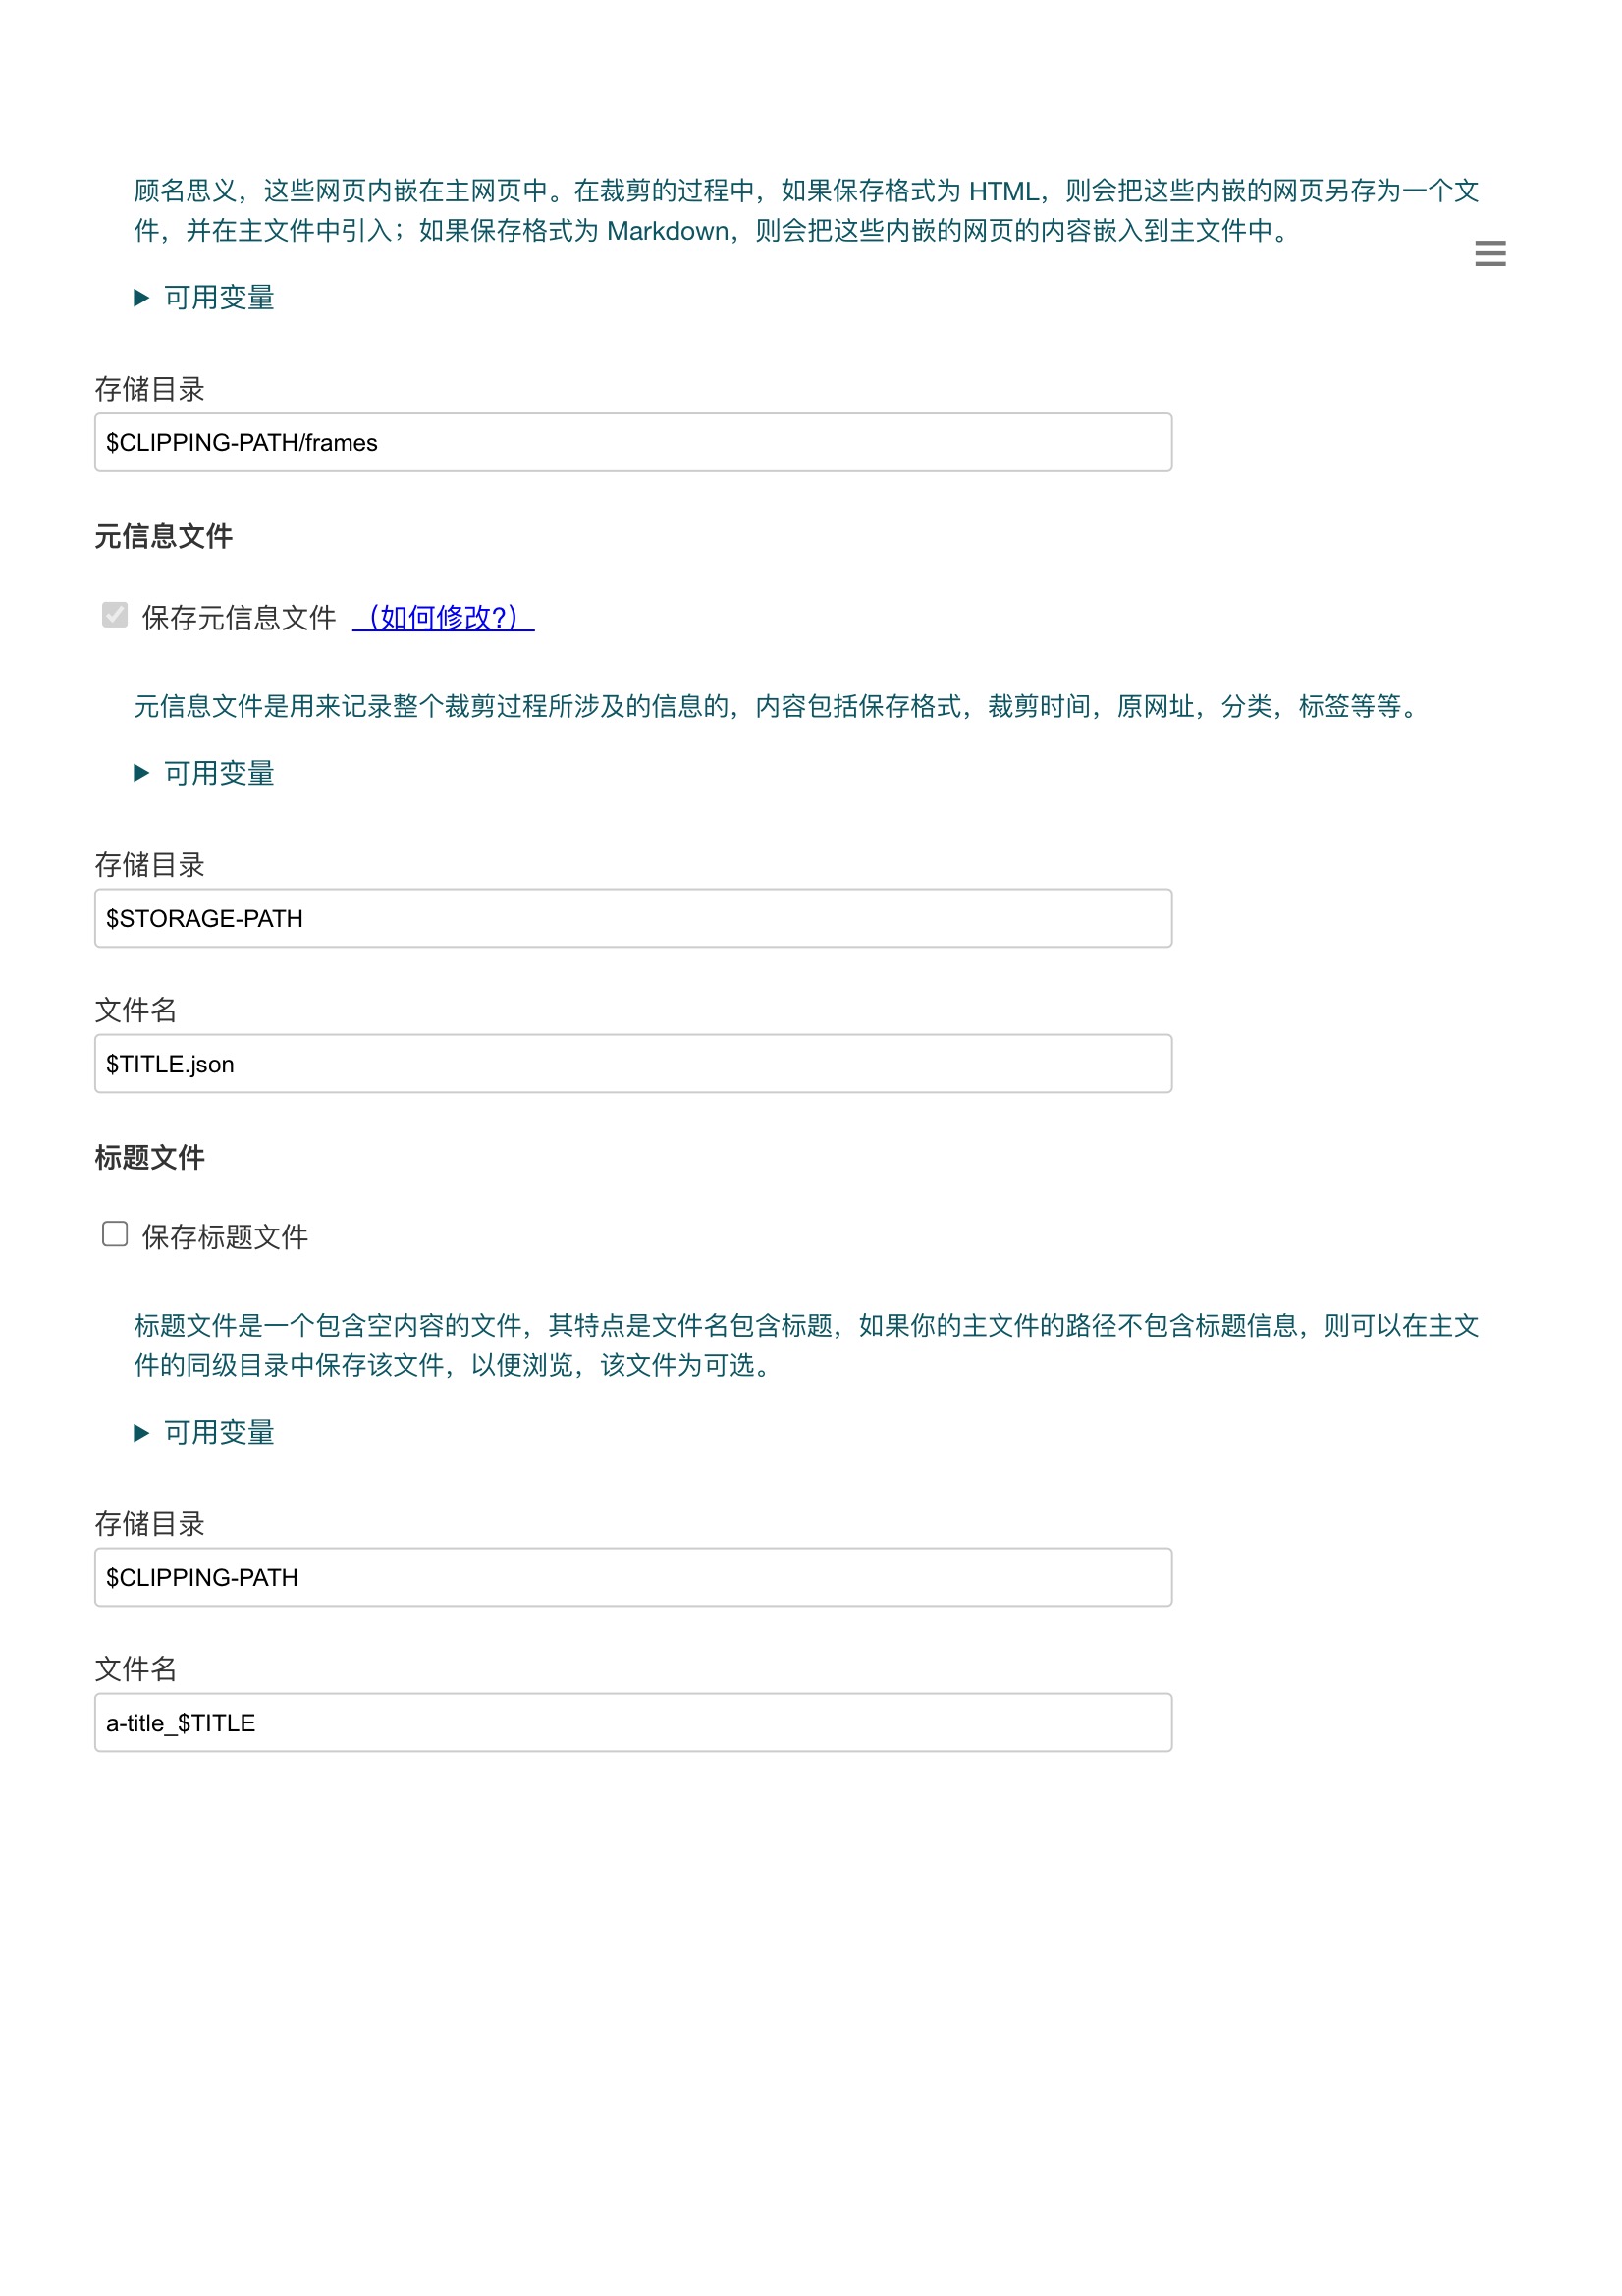 顾名思义，这些网页内嵌在主网页中。在裁剪的过程中，如果保存格式为 HTML，则会把这些内嵌的网页另存为一个文
件，并在主文件中引入；如果保存格式为 Markdown，则会把这些内嵌的网页的内容嵌入到主文件中。
▶ 可用变量
存储目录
$CLIPPING-PATH/frames
元信息文件
保存元信息文件 （如何修改?）
元信息文件是用来记录整个裁剪过程所涉及的信息的，内容包括保存格式，裁剪时间，原网址，分类，标签等等。
▶ 可用变量
存储目录
$STORAGE-PATH
文件名
$TITLE.json
标题文件
保存标题文件
标题文件是一个包含空内容的文件，其特点是文件名包含标题，如果你的主文件的路径不包含标题信息，则可以在主文
件的同级目录中保存该文件，以便浏览，该文件为可选。
▶ 可用变量
存储目录
$CLIPPING-PATH
文件名
a-title_$TITLE